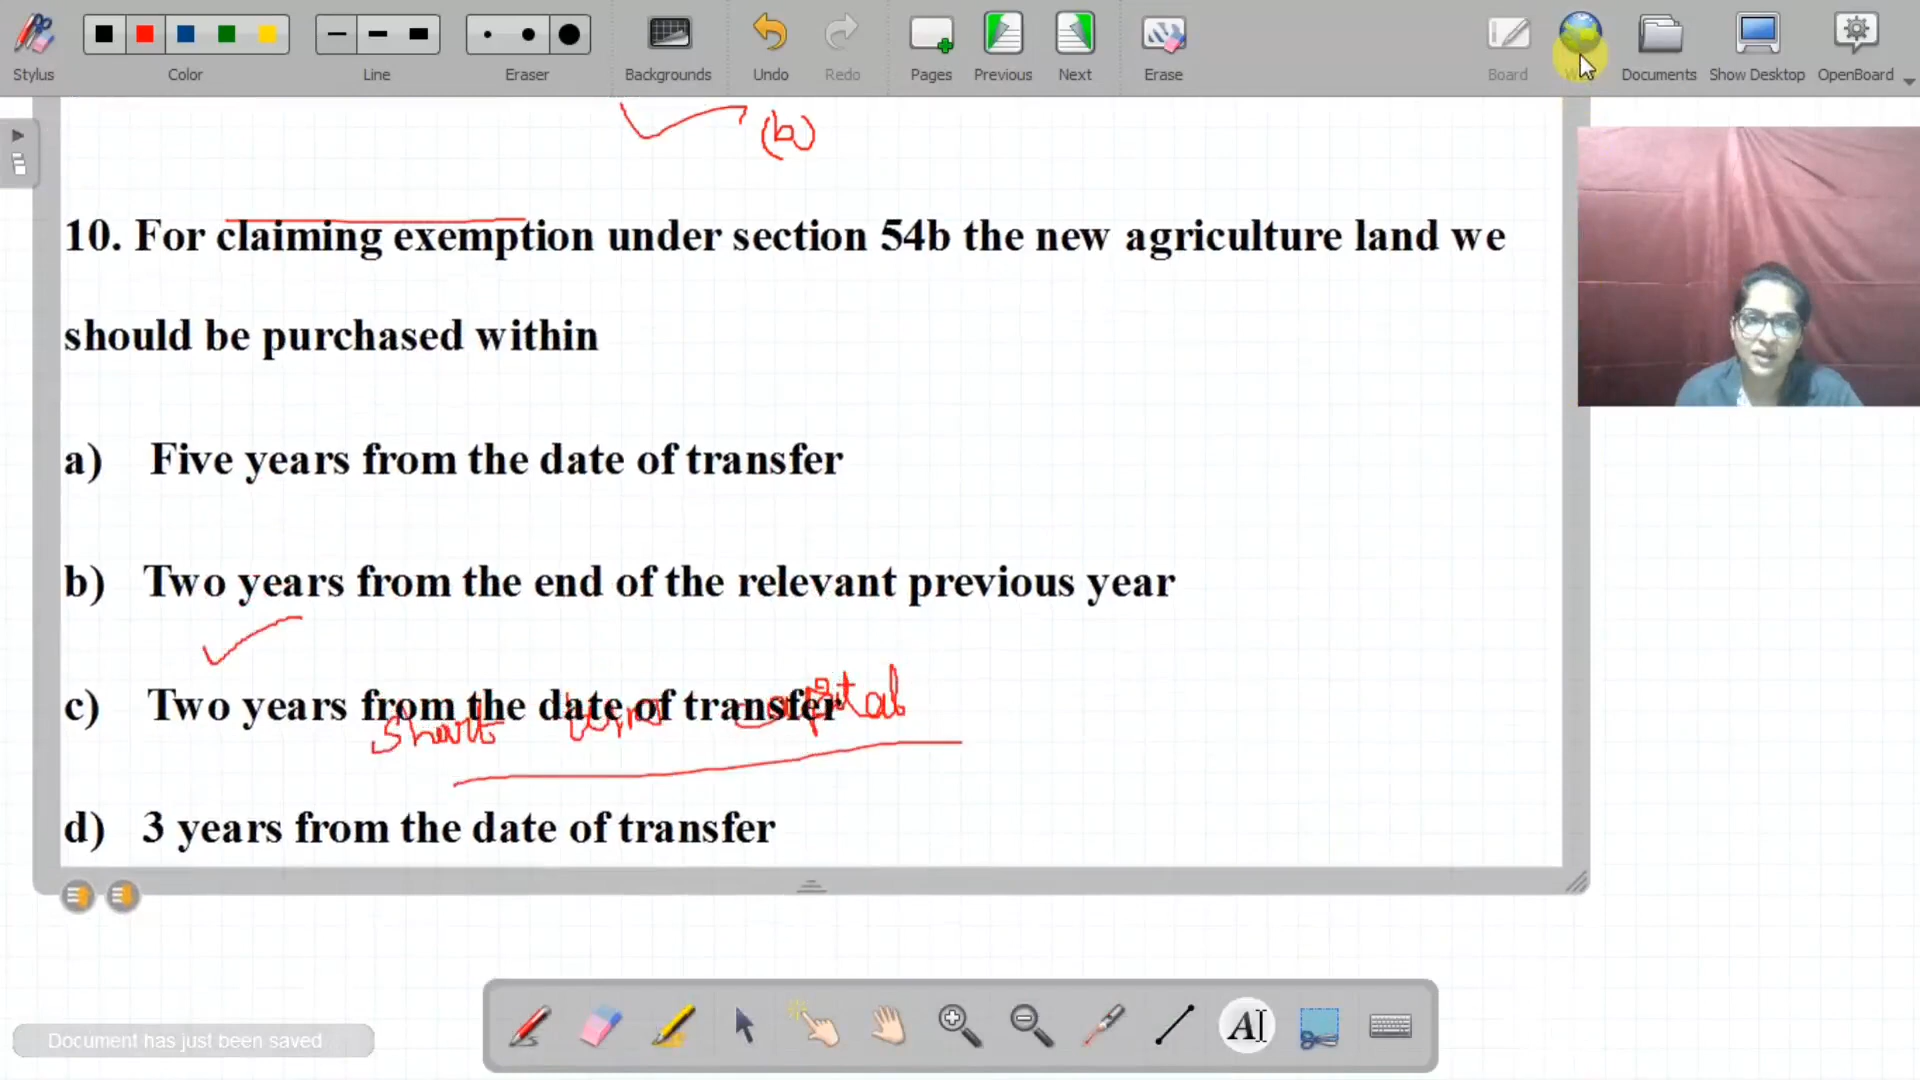 Stylus
Color
Line
Eraser
Backgrounds
Undo
Redo
Pages
Previous
Next
Erase
Board
Documents
Show Desktop
OpenBoard
(b)
10. For claiming exemption under section 54b the new agriculture land we
should be purchased within
a) Five years from the date of transfer
b) Two years from the end of the relevant previous year
c) Two years from the date of transfer
short term capital
d) 3 years from the date of transfer
Document has just been saved